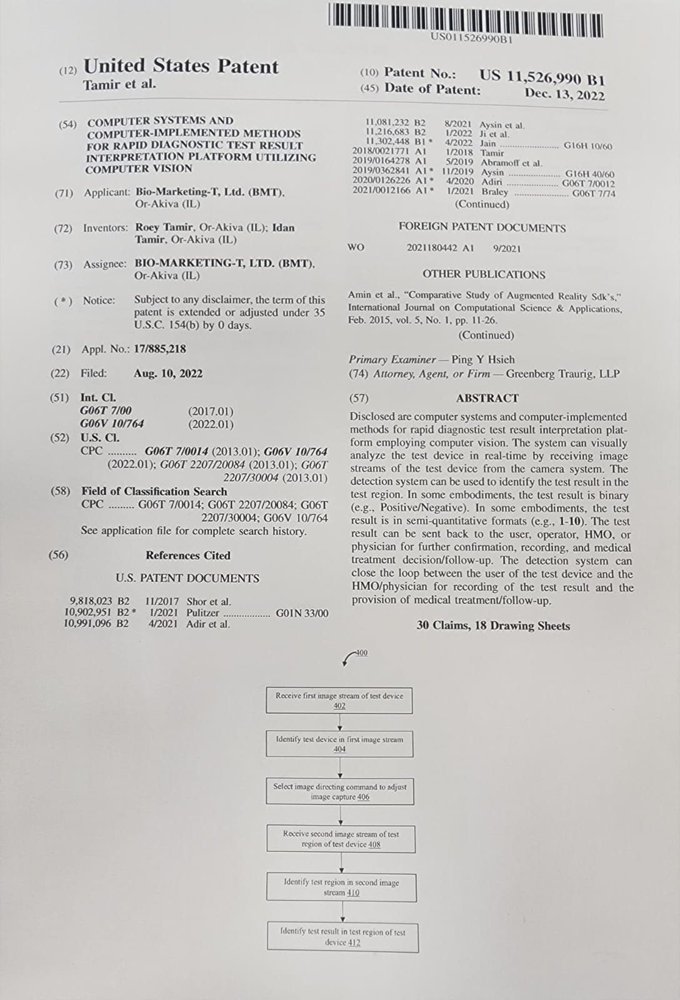 US011526990B1
(12) United States Patent
Tamir et al.
(10) Patent No.: US 11,526,990 B1
(45) Date of Patent: Dec. 13, 2022
(54) COMPUTER SYSTEMS AND
COMPUTER-IMPLEMENTED METHODS
FOR RAPID DIAGNOSTIC TEST RESULT
INTERPRETATION PLATFORM UTILIZING
COMPUTER VISION
(71) Applicant: Bio-Marketing-T, Ltd. (BMT),
Or-Akiva (IL)
(72) Inventors: Roey Tamir, Or-Akiva (IL); Idan
Tamir, Or-Akiva (IL)
(73) Assignee: BIO-MARKETING-T, LTD. (BMT),
Or-Akiva (IL)
( * ) Notice: Subject to any disclaimer, the term of this
patent is extended or adjusted under 35
U.S.C. 154(b) by 0 days.
(21) Appl. No.: 17/885,218
(22) Filed: Aug. 10, 2022
(51) Int. Cl.
G06T 7/00 (2017.01)
G06V 10/764 (2022.01)
(52) U.S. Cl.
CPC ......... G06T 7/0014 (2013.01); G06V 10/764
(2022.01); G06T 2207/20084 (2013.01); G06T
2207/30004 (2013.01)
(58) Field of Classification Search
CPC ......... G06T 7/0014; G06T 2207/20084; G06T
2207/30004; G06V 10/764
See application file for complete search history.
(56) References Cited
U.S. PATENT DOCUMENTS
9,818,023 B2 11/2017 Shor et al.
10,902,951 B2 * 1/2021 Pulitzer .................. G01N 33/00
10,991,096 B2 4/2021 Adir et al.
11,081,232 B2 8/2021 Aysin et al.
11,216,683 B2 1/2022 Ji et al.
11,302,448 B1 * 4/2022 Jain ........................ G16H 10/60
2018/0021771 A1 1/2018 Tamir
2019/0164278 A1 5/2019 Abramoff et al.
2019/0362841 A1 * 11/2019 Aysin ..................... G16H 40/60
2020/0126226 A1 * 4/2020 Adiri ..................... G06T 7/0012
2021/0012166 A1 * 1/2021 Braley ...................... G06T 7/74
(Continued)
FOREIGN PATENT DOCUMENTS
WO 2021180442 A1 9/2021
OTHER PUBLICATIONS
Amin et al., “Comparative Study of Augmented Reality Sdk's,”
International Journal on Computational Science & Applications,
Feb. 2015, vol. 5, No. 1, pp. 11-26.
(Continued)
Primary Examiner — Ping Y Hsieh
(74) Attorney, Agent, or Firm — Greenberg Traurig, LLP
(57) ABSTRACT
Disclosed are computer systems and computer-implemented
methods for rapid diagnostic test result interpretation plat-
form employing computer vision. The system can visually
analyze the test device in real-time by receiving image
streams of the test device from the camera system. The
detection system can be used to identify the test result in the
test region. In some embodiments, the test result is binary
(e.g., Positive/Negative). In some embodiments, the test
result is in semi-quantitative formats (e.g., 1-10). The test
result can be sent back to the user, operator, HMO, or
physician for further confirmation, recording, and medical
treatment decision/follow-up. The detection system can
close the loop between the user of the test device and the
HMO/physician for recording of the test result and the
provision of medical treatment/follow-up.
30 Claims, 18 Drawing Sheets
400
Receive first image stream of test device
402
Identify test device in first image stream
404
Select image directing command to adjust
image capture 406
Receive second image stream of test
region of test device 408
Identify test region in second image
stream 410
Identify test result in test region of test
device 412